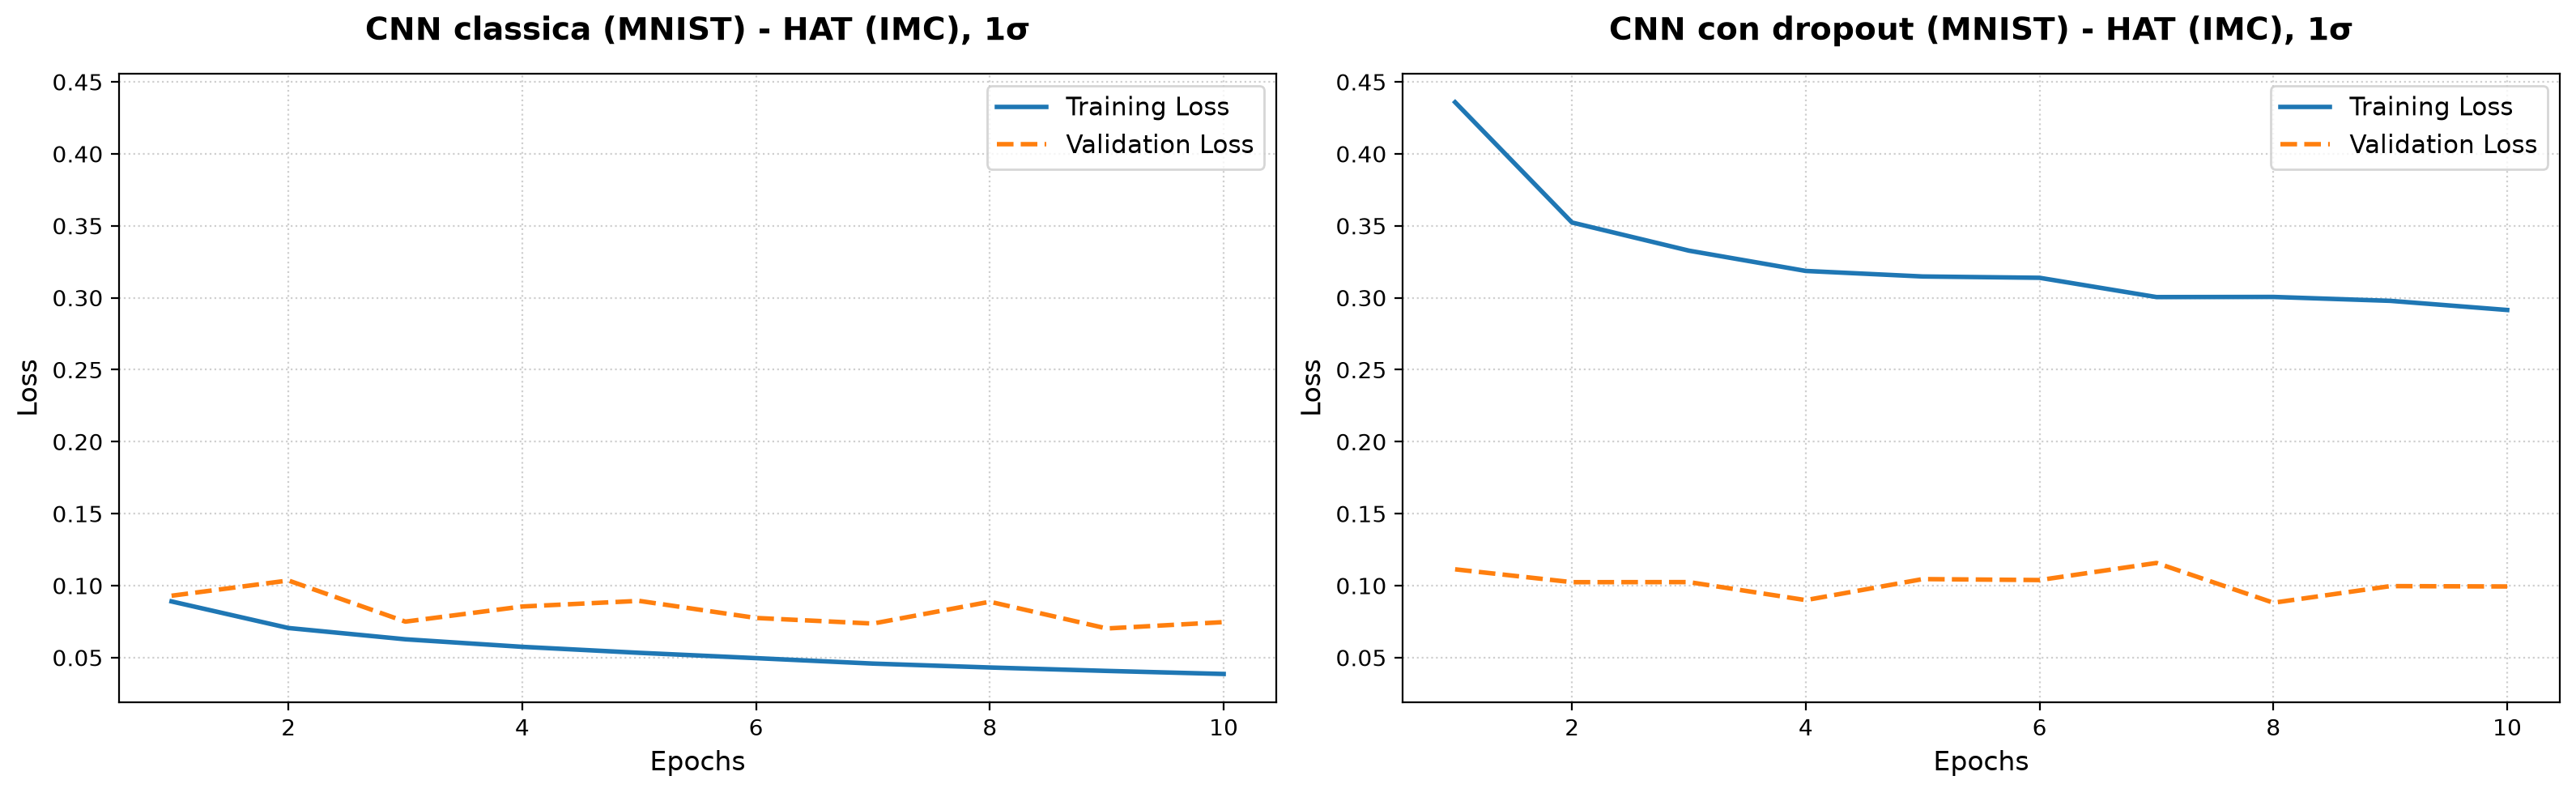 CNN classica (MNIST) - HAT (IMC), 1σ
0.45
0.40
0.35
0.30
0.25
0.20
0.15
0.10
0.05
Loss
Training Loss
Validation Loss
2
4
6
8
10
Epochs
CNN con dropout (MNIST) - HAT (IMC), 1σ
0.45
0.40
0.35
0.30
0.25
0.20
0.15
0.10
0.05
Loss
Training Loss
Validation Loss
2
4
6
8
10
Epochs